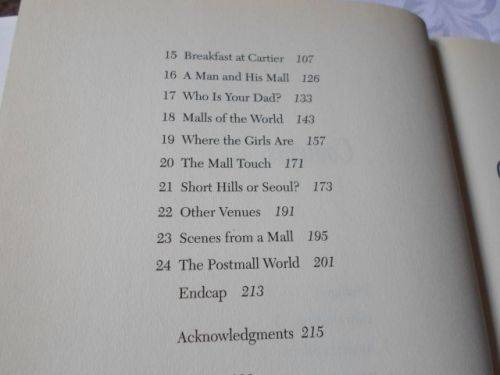 15 Breakfast at Cartier 107
16 A Man and His Mall 126
17 Who Is Your Dad? 133
18 Malls of the World 143
19 Where the Girls Are 157
20 The Mall Touch 171
21 Short Hills or Seoul? 173
22 Other Venues 191
23 Scenes from a Mall 195
24 The Postmall World 201
Endcap 213
Acknowledgments 215